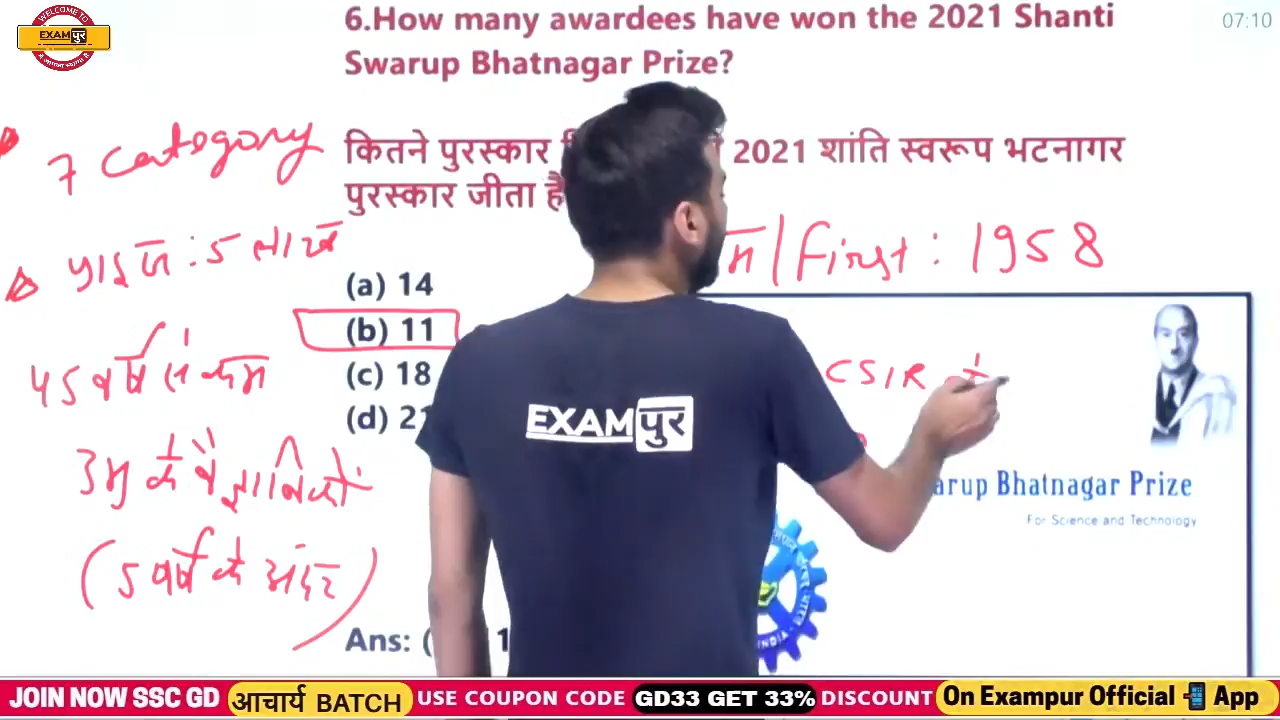 WELCOME TO
EXAMपुर
07:10
6.How many awardees have won the 2021 Shanti
Swarup Bhatnagar Prize?
कितने पुरस्कार 2021 शांति स्वरूप भटनागर
पुरस्कार जीता है
7 category
प्राइज : 5 लाख
45 वर्ष से कम
उम्र के वैज्ञानिकों
(5 वर्ष के अंदर)
First : 1958
(a) 14
(b) 11
(c) 18
(d) 21
CSIR
EXAMपुर
Bhatnagar Prize
For Science and Technology
INDIA
Ans: (
JOIN NOW SSC GD आचार्य BATCH USE COUPON CODE GD33 GET 33% DISCOUNT On Exampur Official App